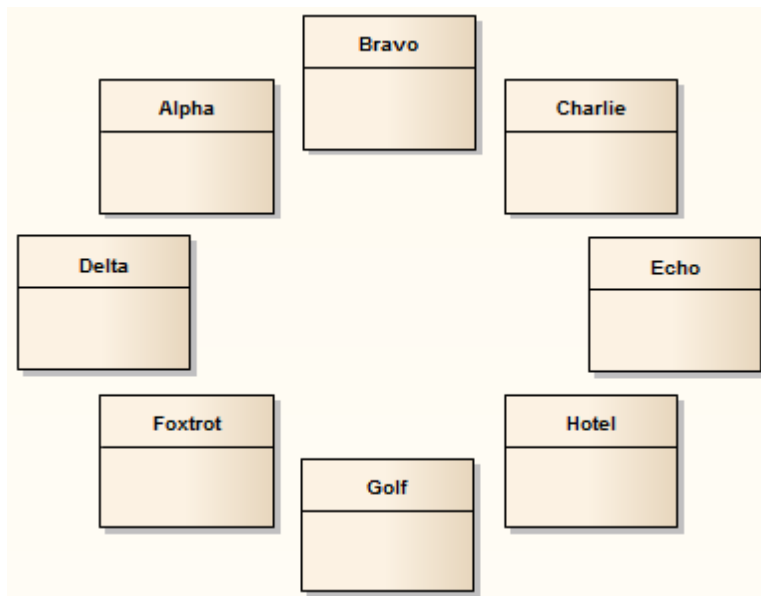 Bravo
Alpha
Charlie
Delta
Echo
Foxtrot
Hotel
Golf